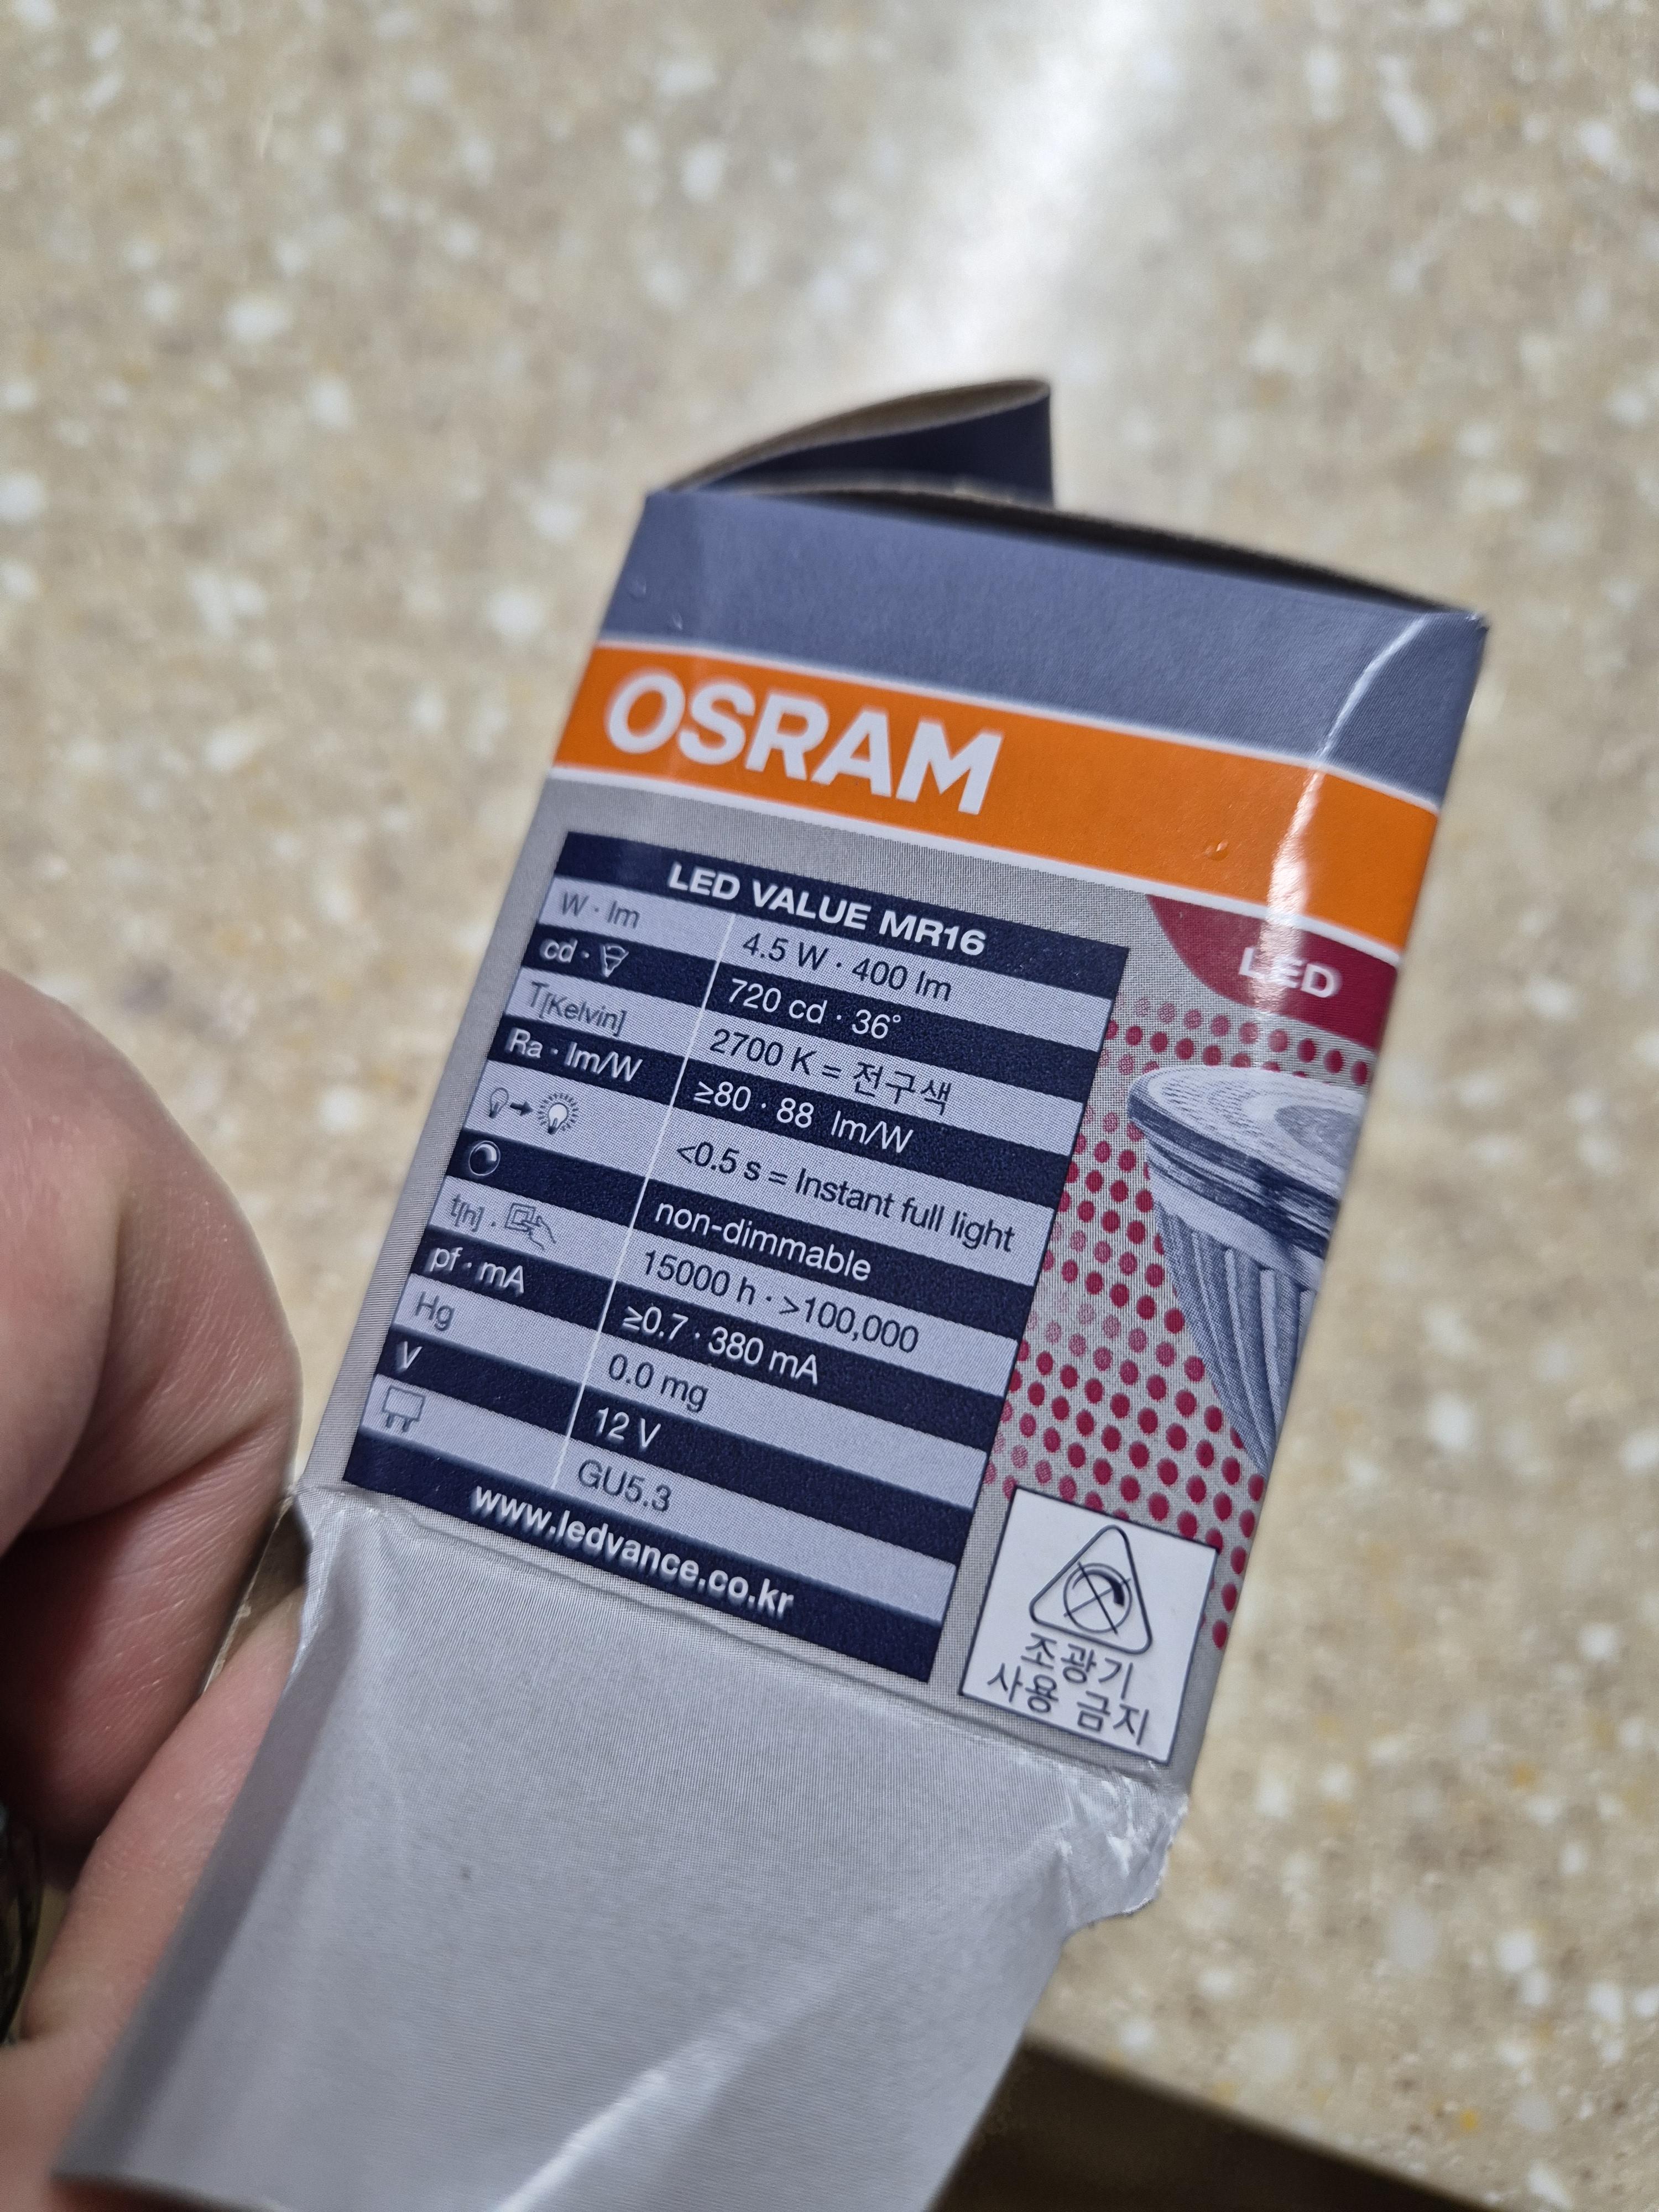 OSRAM
LED
LED VALUE MR16
W · lm 4.5 W · 400 lm
cd · 720 cd · 36°
T[Kelvin] 2700 K = 전구색
Ra · lm/W ≥80 · 88 lm/W
<0.5 s = Instant full light
non-dimmable
t[h] · 15000 h · >100,000
pf · mA ≥0.7 · 380 mA
Hg 0.0 mg
V 12 V
GU5.3
www.ledvance.co.kr
조광기
사용 금지